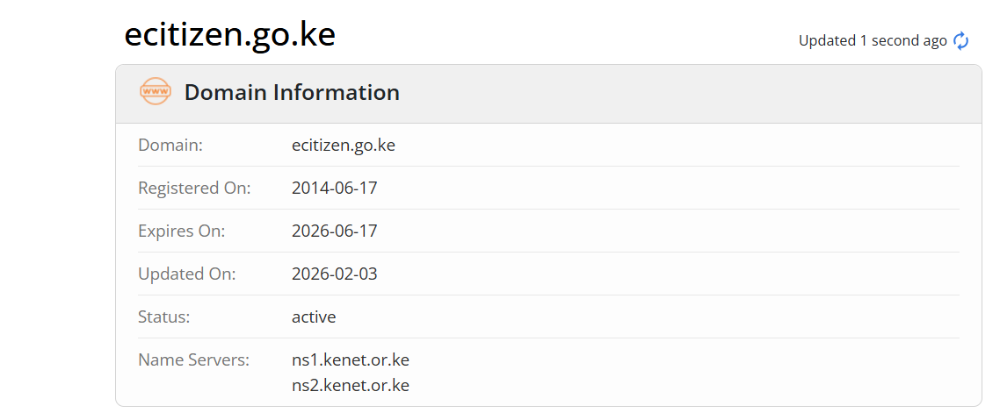 ecitizen.go.ke
Updated 1 second ago
www
Domain Information
Domain: ecitizen.go.ke
Registered On: 2014-06-17
Expires On: 2026-06-17
Updated On: 2026-02-03
Status: active
Name Servers: ns1.kenet.or.ke
ns2.kenet.or.ke